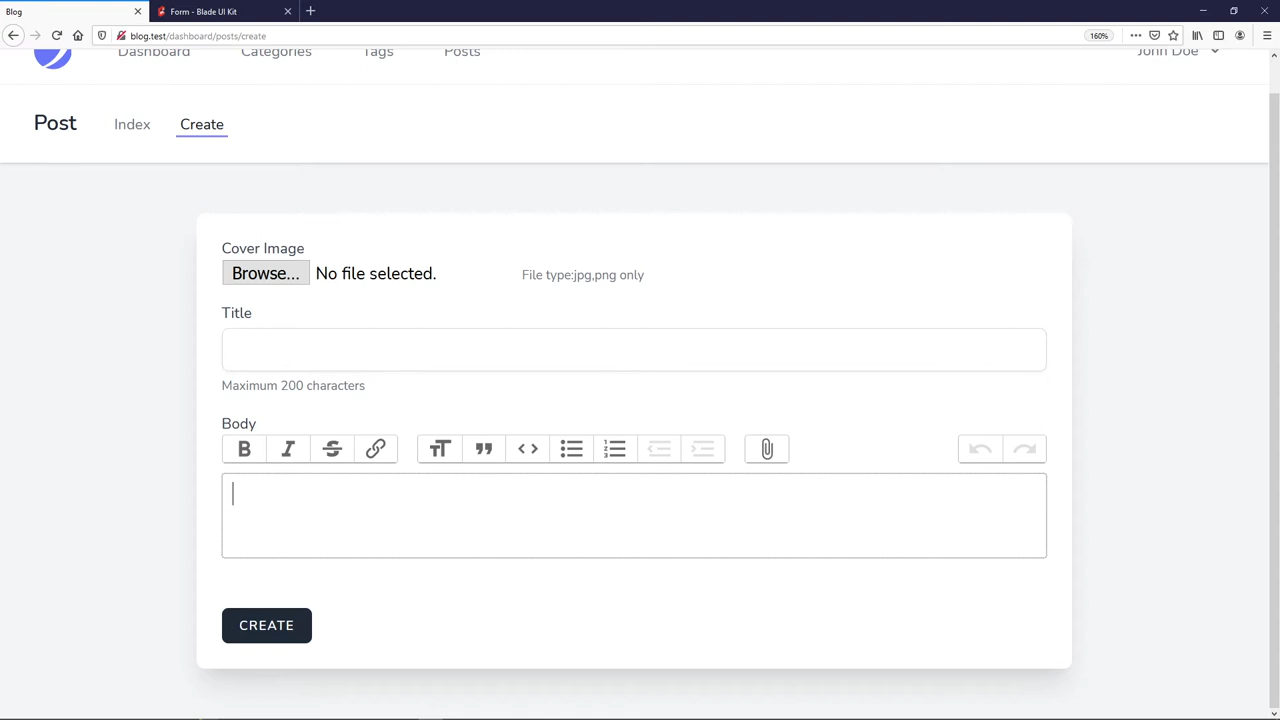 Blog
Form - Blade UI Kit
blog.test/dashboard/posts/create
160%
Dashboard Categories Tags Posts John Doe
Post Index Create
Cover Image
Browse... No file selected. File type:jpg,png only
Title
Maximum 200 characters
Body
CREATE